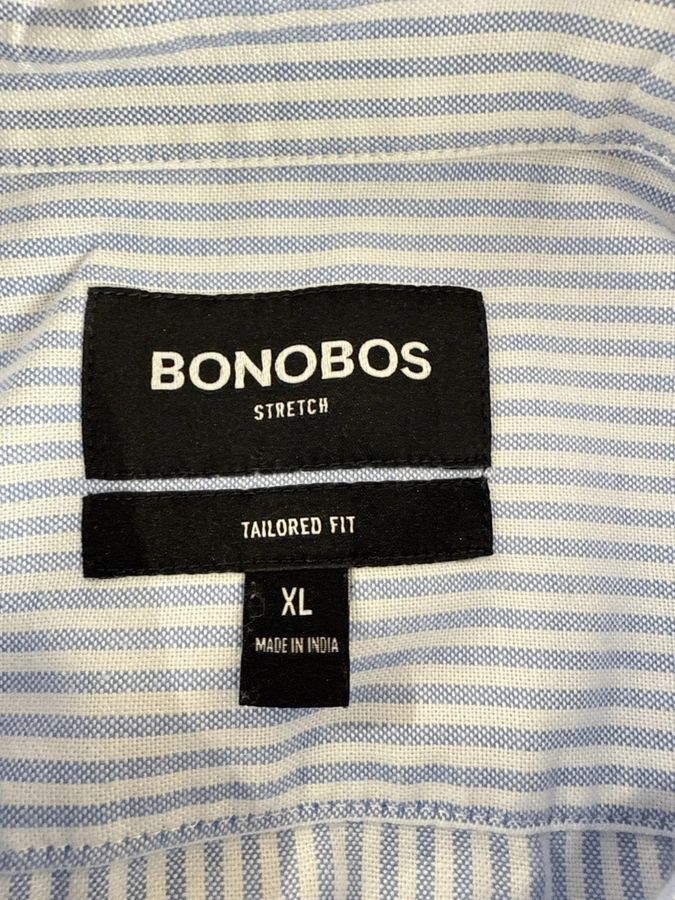 BONOBOS
STRETCH
TAILORED FIT
XL
MADE IN INDIA